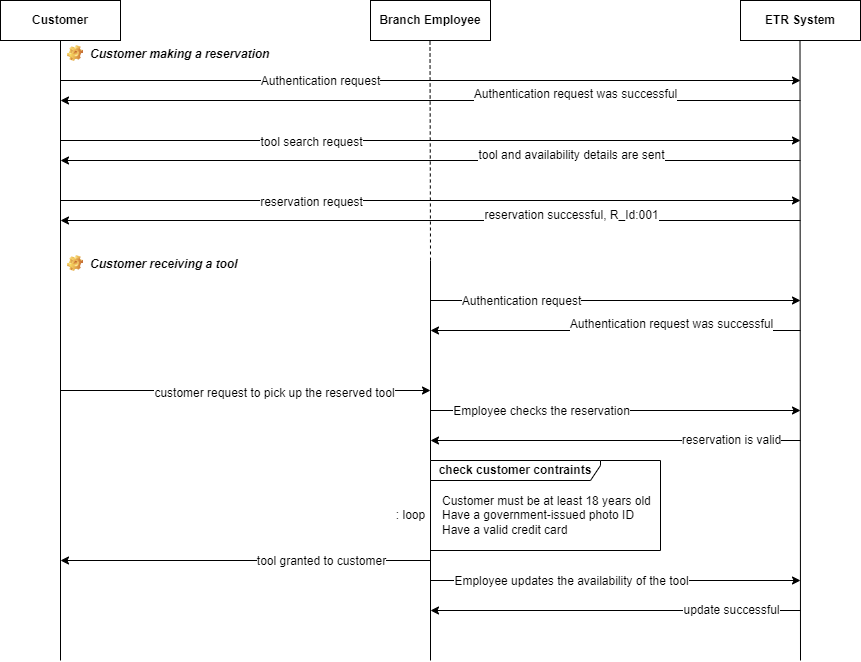 Customer
Branch Employee
ETR System
Customer making a reservation
Authentication request
Authentication request was successful
tool search request
tool and availability details are sent
reservation request
reservation successful, R_Id:001
Customer receiving a tool
Authentication request
Authentication request was successful
customer request to pick up the reserved tool
Employee checks the reservation
reservation is valid
check customer contraints
Customer must be at least 18 years old
: loop
Have a government-issued photo ID
Have a valid credit card
tool granted to customer
Employee updates the availability of the tool
update successful